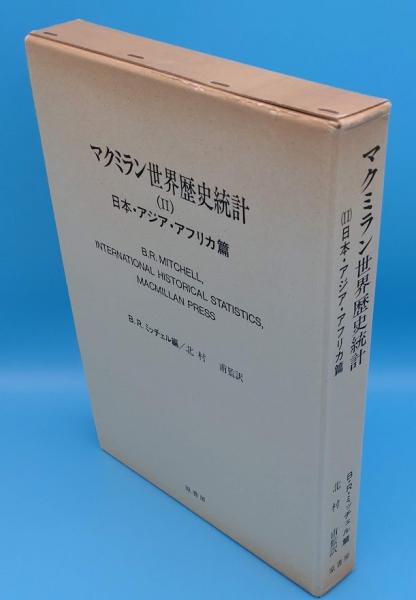 マクミラン世界歴史統計
(II)
日本・アジア・アフリカ篇
B.R. MITCHELL,
INTERNATIONAL HISTORICAL STATISTICS,
MACMILLAN PRESS
B.R.ミッチェル編/北村 甫監訳
原書房
マクミラン世界歴史統計
(II)日本・アジア・アフリカ篇
B・R・ミッチェル編
北村 甫監訳
原書房